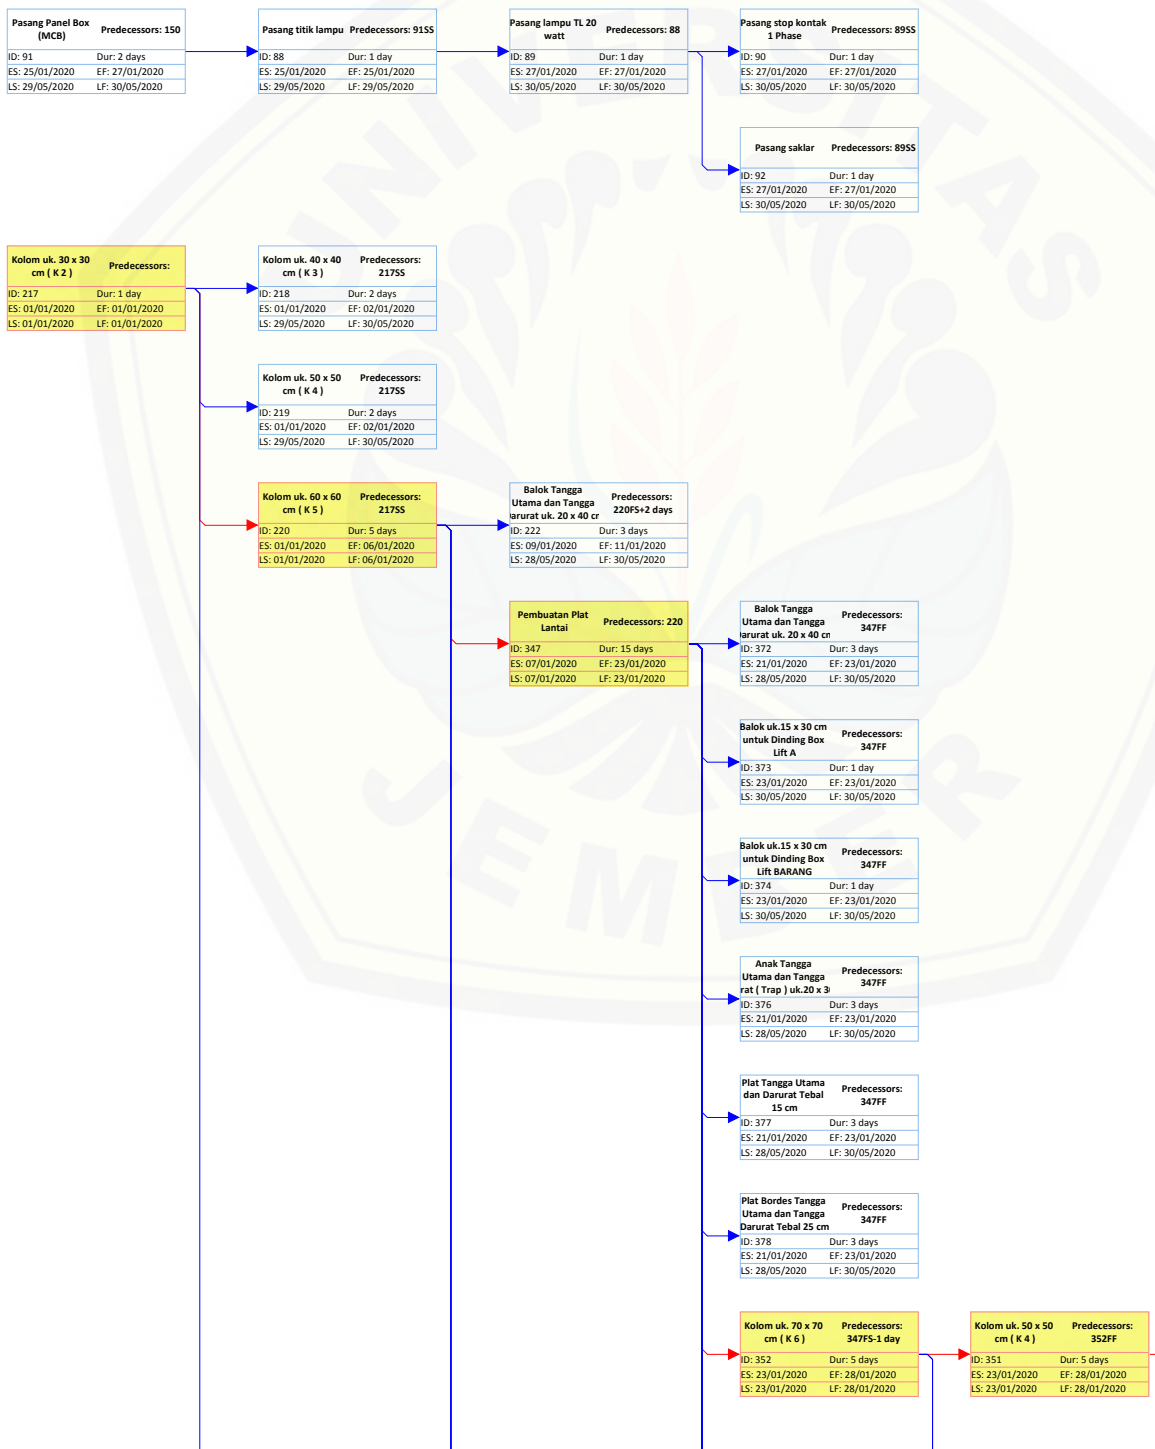 UNIVERSITAS
JEMBER
Pasang Panel Box
(MCB)
Predecessors: 150
ID: 91 Dur: 2 days
ES: 25/01/2020 EF: 27/01/2020
LS: 29/05/2020 LF: 30/05/2020
Pasang titik lampu Predecessors: 91SS
ID: 88 Dur: 1 day
ES: 25/01/2020 EF: 25/01/2020
LS: 29/05/2020 LF: 29/05/2020
Pasang lampu TL 20
watt
Predecessors: 88
ID: 89 Dur: 1 day
ES: 27/01/2020 EF: 27/01/2020
LS: 30/05/2020 LF: 30/05/2020
Pasang stop kontak
1 Phase
Predecessors: 89SS
ID: 90 Dur: 1 day
ES: 27/01/2020 EF: 27/01/2020
LS: 30/05/2020 LF: 30/05/2020
Pasang saklar Predecessors: 89SS
ID: 92 Dur: 1 day
ES: 27/01/2020 EF: 27/01/2020
LS: 30/05/2020 LF: 30/05/2020
Kolom uk. 30 x 30
cm ( K 2 )
Predecessors:
ID: 217 Dur: 1 day
ES: 01/01/2020 EF: 01/01/2020
LS: 01/01/2020 LF: 01/01/2020
Kolom uk. 40 x 40
cm ( K 3 )
Predecessors:
217SS
ID: 218 Dur: 2 days
ES: 01/01/2020 EF: 02/01/2020
LS: 29/05/2020 LF: 30/05/2020
Kolom uk. 50 x 50
cm ( K 4 )
Predecessors:
217SS
ID: 219 Dur: 2 days
ES: 01/01/2020 EF: 02/01/2020
LS: 29/05/2020 LF: 30/05/2020
Kolom uk. 60 x 60
cm ( K 5 )
Predecessors:
217SS
ID: 220 Dur: 5 days
ES: 01/01/2020 EF: 06/01/2020
LS: 01/01/2020 LF: 06/01/2020
Balok Tangga
Utama dan Tangga
arurat uk. 20 x 40 cm
Predecessors:
220FS+2 days
ID: 222 Dur: 3 days
ES: 09/01/2020 EF: 11/01/2020
LS: 28/05/2020 LF: 30/05/2020
Pembuatan Plat
Lantai
Predecessors: 220
ID: 347 Dur: 15 days
ES: 07/01/2020 EF: 23/01/2020
LS: 07/01/2020 LF: 23/01/2020
Balok Tangga
Utama dan Tangga
arurat uk. 20 x 40 cm
Predecessors:
347FF
ID: 372 Dur: 3 days
ES: 21/01/2020 EF: 23/01/2020
LS: 28/05/2020 LF: 30/05/2020
Balok uk.15 x 30 cm
untuk Dinding Box
Lift A
Predecessors:
347FF
ID: 373 Dur: 1 day
ES: 23/01/2020 EF: 23/01/2020
LS: 30/05/2020 LF: 30/05/2020
Balok uk.15 x 30 cm
untuk Dinding Box
Lift BARANG
Predecessors:
347FF
ID: 374 Dur: 1 day
ES: 23/01/2020 EF: 23/01/2020
LS: 30/05/2020 LF: 30/05/2020
Anak Tangga
Utama dan Tangga
rat ( Trap ) uk.20 x 30
Predecessors:
347FF
ID: 376 Dur: 3 days
ES: 21/01/2020 EF: 23/01/2020
LS: 28/05/2020 LF: 30/05/2020
Plat Tangga Utama
dan Darurat Tebal
15 cm
Predecessors:
347FF
ID: 377 Dur: 3 days
ES: 21/01/2020 EF: 23/01/2020
LS: 28/05/2020 LF: 30/05/2020
Plat Bordes Tangga
Utama dan Tangga
Darurat Tebal 25 cm
Predecessors:
347FF
ID: 378 Dur: 3 days
ES: 21/01/2020 EF: 23/01/2020
LS: 28/05/2020 LF: 30/05/2020
Kolom uk. 70 x 70
cm ( K 6 )
Predecessors:
347FS-1 day
ID: 352 Dur: 5 days
ES: 23/01/2020 EF: 28/01/2020
LS: 23/01/2020 LF: 28/01/2020
Kolom uk. 50 x 50
cm ( K 4 )
Predecessors:
352FF
ID: 351 Dur: 5 days
ES: 23/01/2020 EF: 28/01/2020
LS: 23/01/2020 LF: 28/01/2020